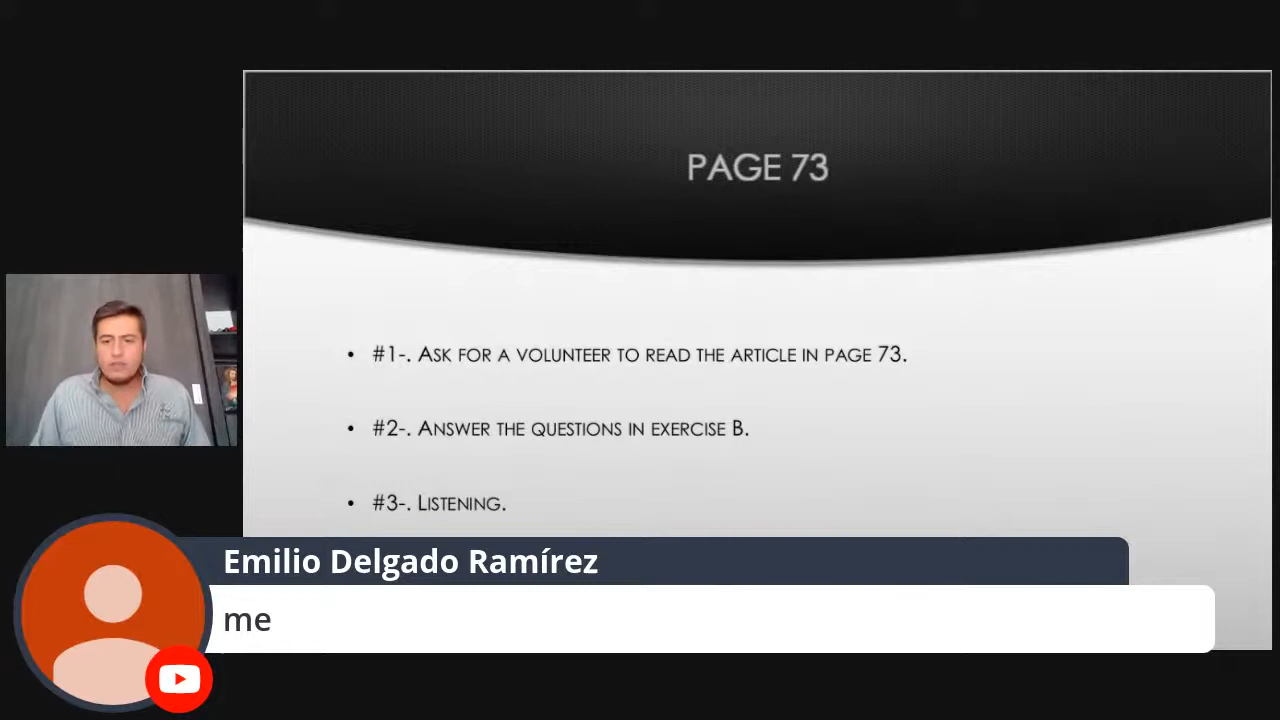 PAGE 73
• #1-. Ask for a volunteer to read the article in page 73.
• #2-. Answer the questions in exercise B.
• #3-. Listening.
Emilio Delgado Ramírez
me